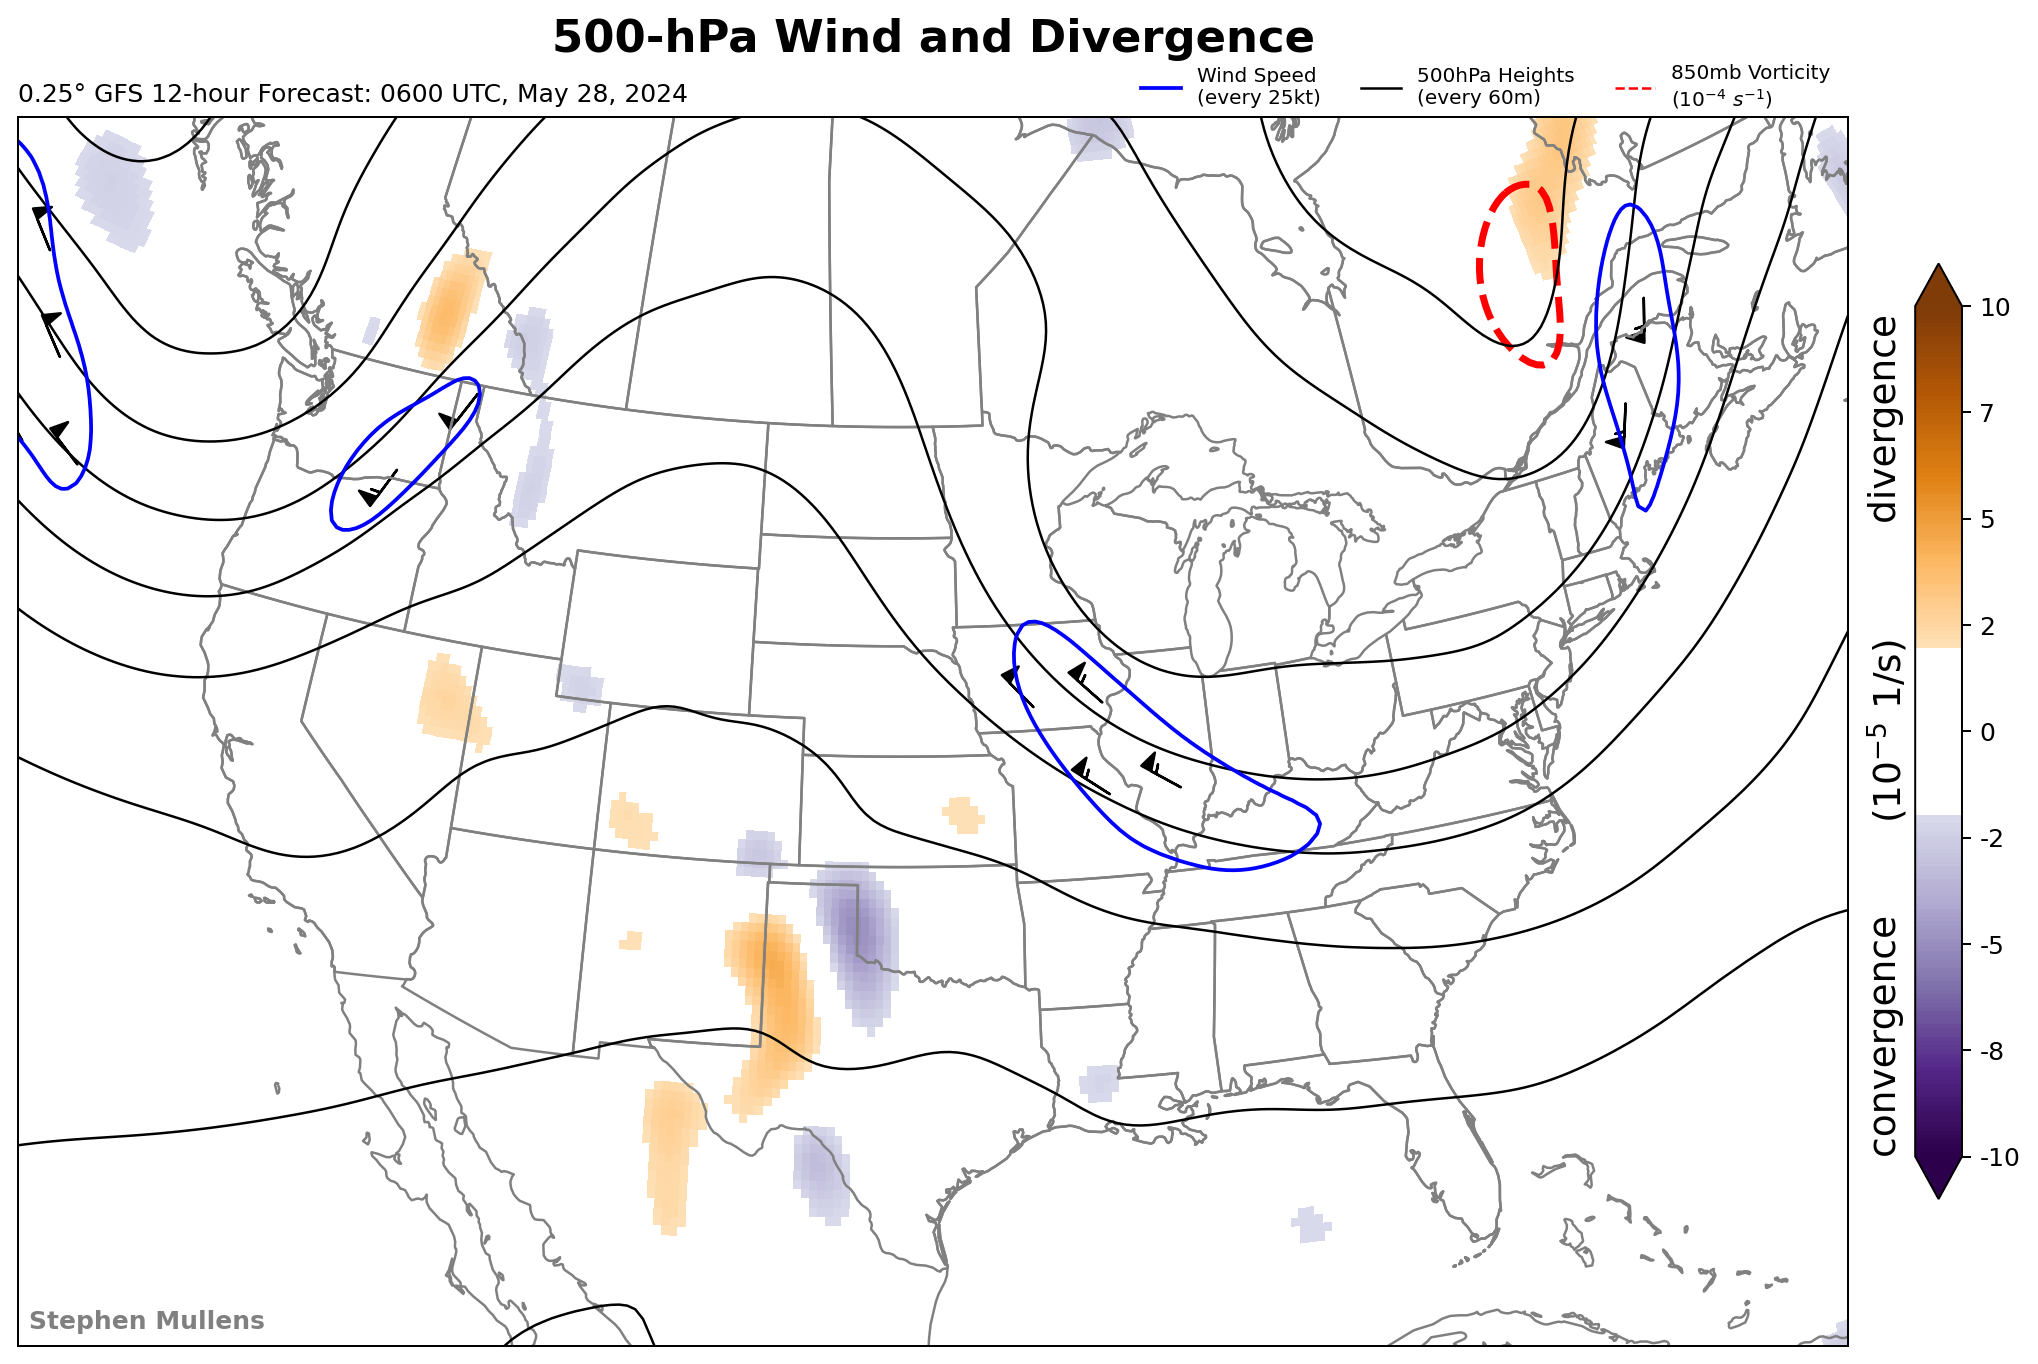 500-hPa Wind and Divergence
0.25° GFS 12-hour Forecast: 0600 UTC, May 28, 2024
Wind Speed
(every 25kt)
500hPa Heights
(every 60m)
850mb Vorticity
(10⁻⁴ s⁻¹)
10
7
5
2
0
-2
-5
-8
-10
convergence (10⁻⁵ 1/s) divergence
Stephen Mullens